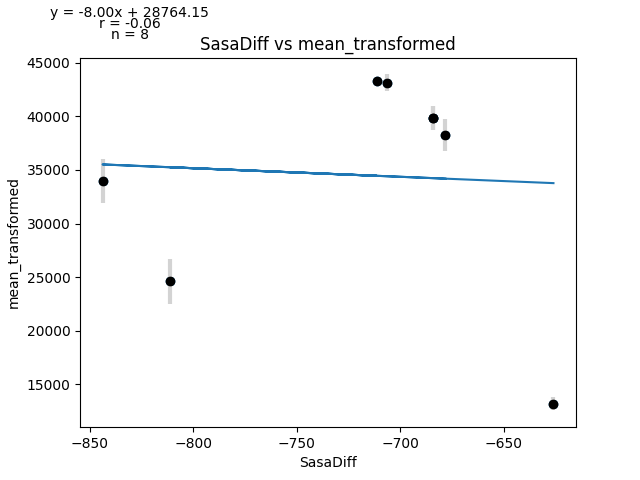 y = -8.00x + 28764.15
r = -0.06
n = 8
SasaDiff vs mean_transformed
45000
40000
35000
30000
25000
20000
15000
mean_transformed
−850
−800
−750
−700
−650
SasaDiff